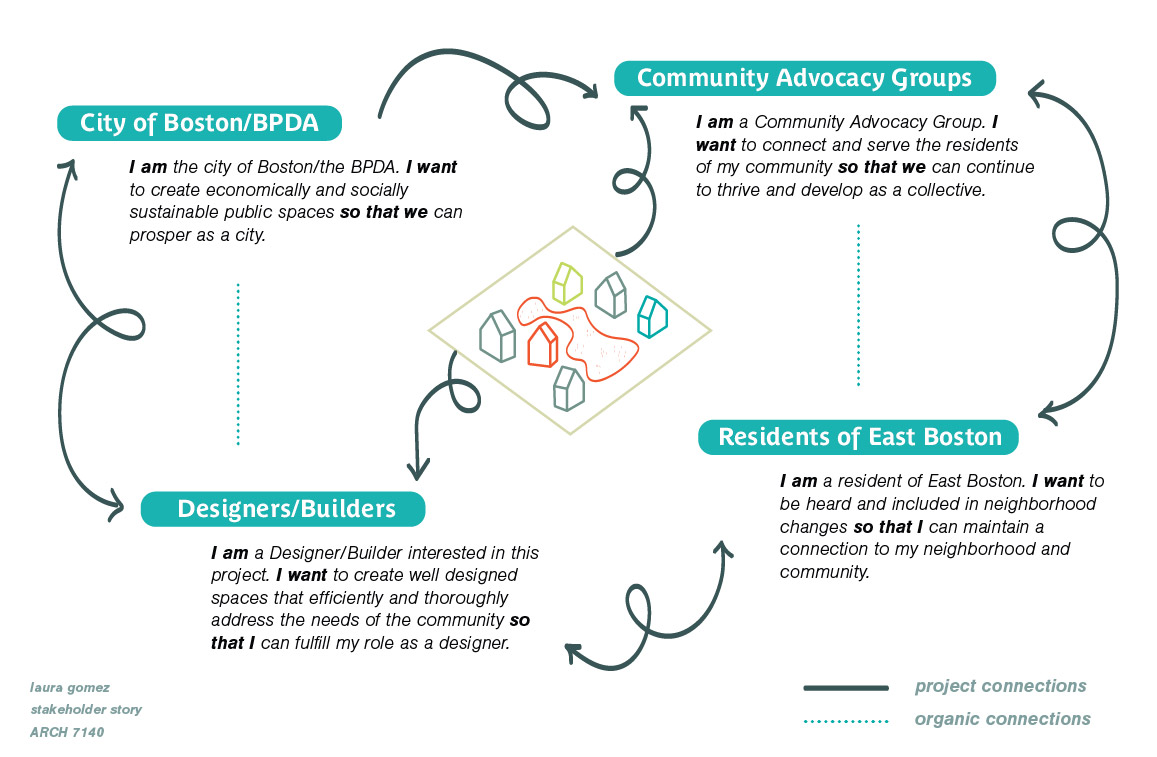 City of Boston/BPDA
I am the city of Boston/the BPDA. I want
to create economically and socially
sustainable public spaces so that we can
prosper as a city.
Community Advocacy Groups
I am a Community Advocacy Group. I
want to connect and serve the residents
of my community so that we can continue
to thrive and develop as a collective.
Designers/Builders
I am a Designer/Builder interested in this
project. I want to create well designed
spaces that efficiently and thoroughly
address the needs of the community so
that I can fulfill my role as a designer.
Residents of East Boston
I am a resident of East Boston. I want to
be heard and included in neighborhood
changes so that I can maintain a
connection to my neighborhood and
community.
laura gomez
stakeholder story
ARCH 7140
project connections
organic connections